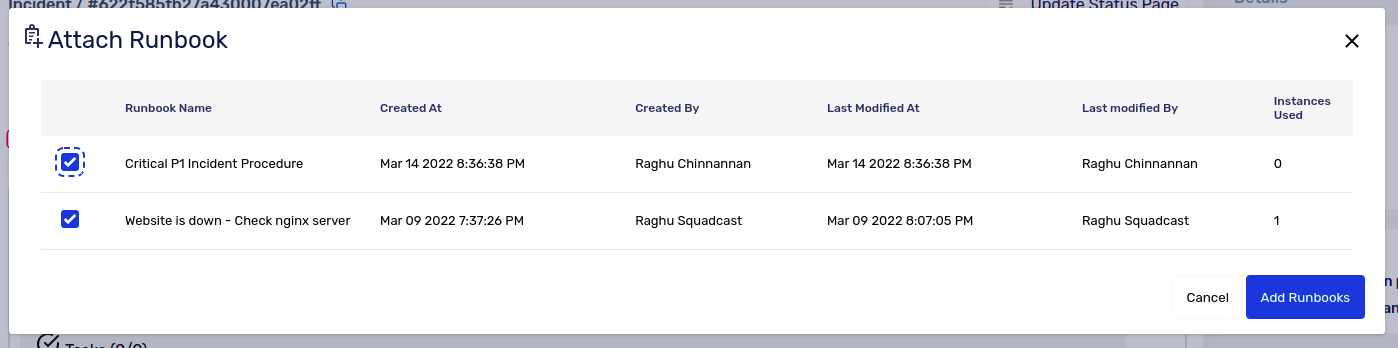 Incident / #622f585fb27a430007ea02ff
Update Status Page
Details
Attach Runbook
Runbook Name Created At Created By Last Modified At Last modified By Instances Used
Critical P1 Incident Procedure Mar 14 2022 8:36:38 PM Raghu Chinnannan Mar 14 2022 8:36:38 PM Raghu Chinnannan 0
Website is down - Check nginx server Mar 09 2022 7:37:26 PM Raghu Squadcast Mar 09 2022 8:07:05 PM Raghu Squadcast 1
Cancel Add Runbooks
Tasks (0/0)